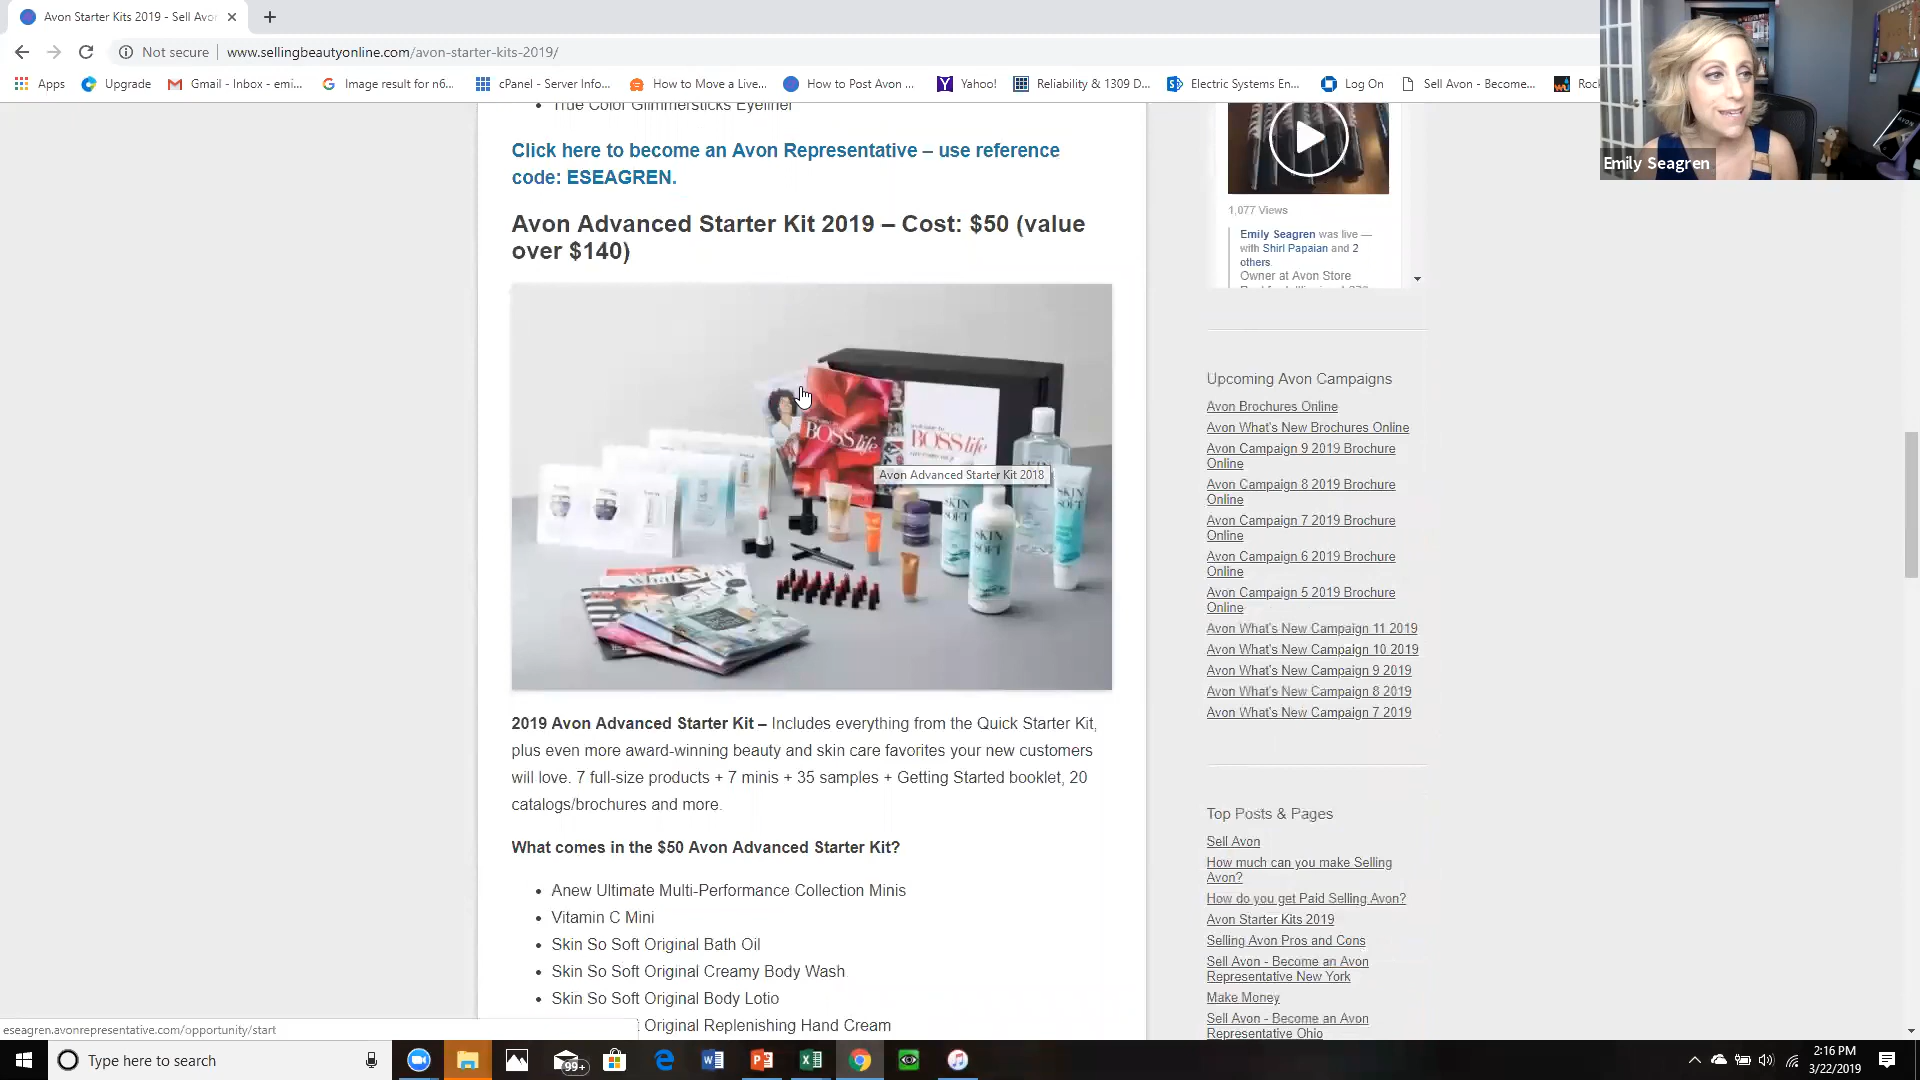 Avon Starter Kits 2019 - Sell Avo
Not secure
www.sellingbeautyonline.com/avon-starter-kits-2019/
Apps
Upgrade
Gmail - Inbox - emi...
Image result for n6...
cPanel - Server Info...
How to Move a Live...
How to Post Avon ...
Yahoo!
Reliability & 1309 D...
Electric Systems En...
Log On
Sell Avon - Become...
Rock
Emily Seagren
True Color Glimmersticks Eyeliner
Click here to become an Avon Representative – use reference
code: ESEAGREN.
Avon Advanced Starter Kit 2019 – Cost: $50 (value
over $140)
BOSS life
BOSS life
Avon Advanced Starter Kit 2018
SKIN
SOFT
SKIN
SOFT
What's NEW
2019 Avon Advanced Starter Kit – Includes everything from the Quick Starter Kit,
plus even more award-winning beauty and skin care favorites your new customers
will love. 7 full-size products + 7 minis + 35 samples + Getting Started booklet, 20
catalogs/brochures and more.
What comes in the $50 Avon Advanced Starter Kit?
• Anew Ultimate Multi-Performance Collection Minis
• Vitamin C Mini
• Skin So Soft Original Bath Oil
• Skin So Soft Original Creamy Body Wash
• Skin So Soft Original Body Lotio
Original Replenishing Hand Cream
1,077 Views
Emily Seagren was live —
with Shirl Papaian and 2
others.
Owner at Avon Store
Upcoming Avon Campaigns
Avon Brochures Online
Avon What's New Brochures Online
Avon Campaign 9 2019 Brochure
Online
Avon Campaign 8 2019 Brochure
Online
Avon Campaign 7 2019 Brochure
Online
Avon Campaign 6 2019 Brochure
Online
Avon Campaign 5 2019 Brochure
Online
Avon What's New Campaign 11 2019
Avon What's New Campaign 10 2019
Avon What's New Campaign 9 2019
Avon What's New Campaign 8 2019
Avon What's New Campaign 7 2019
Top Posts & Pages
Sell Avon
How much can you make Selling
Avon?
How do you get Paid Selling Avon?
Avon Starter Kits 2019
Selling Avon Pros and Cons
Sell Avon - Become an Avon
Representative New York
Make Money
Sell Avon - Become an Avon
Representative Ohio
eseagren.avonrepresentative.com/opportunity/start
Type here to search
99+
2:16 PM
3/22/2019